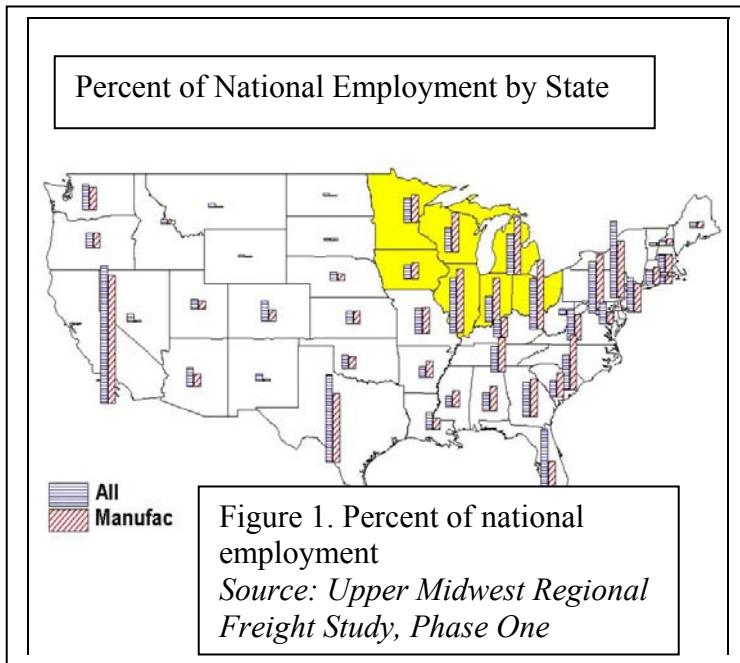 Percent of National Employment by State
All
Manufac
Figure 1. Percent of national
employment
Source: Upper Midwest Regional
Freight Study, Phase One